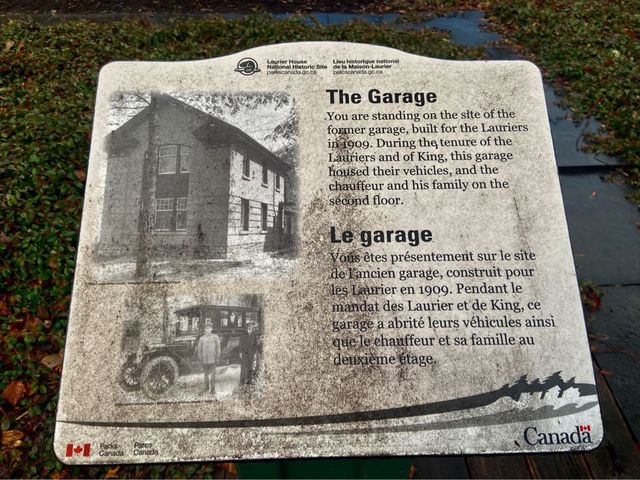 Laurier House
National Historic Site
parkscanada.gc.ca
Lieu historique national
de la Maison-Laurier
parcscanada.gc.ca
The Garage
You are standing on the site of the
former garage, built for the Lauriers
in 1909. During the tenure of the
Lauriers and of King, this garage
housed their vehicles, and the
chauffeur and his family on the
second floor.
Le garage
Vous êtes présentement sur le site
de l'ancien garage, construit pour
les Laurier en 1909. Pendant le
mandat des Laurier et de King, ce
garage a abrité leurs véhicules ainsi
que le chauffeur et sa famille au
deuxième étage.
Parks
Canada
Parcs
Canada
Canada